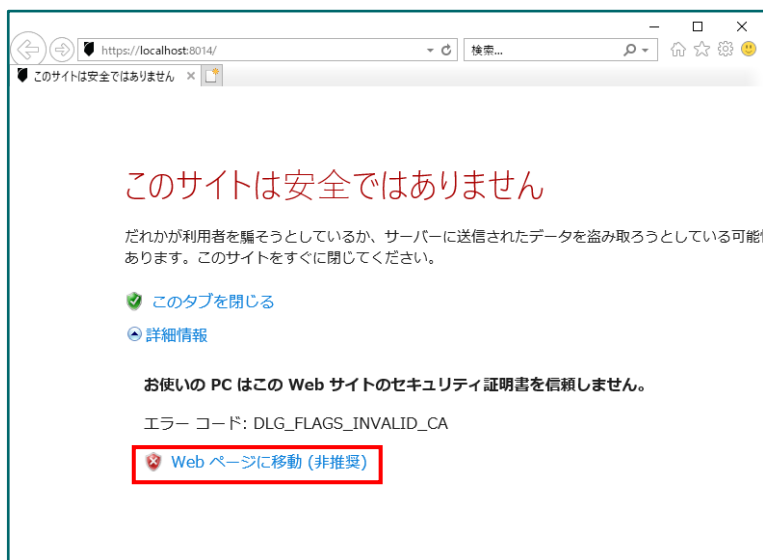 https://localhost:8014/
検索...
このサイトは安全ではありません
このサイトは安全ではありません
だれかが利用者を騙そうとしているか、サーバーに送信されたデータを盗み取ろうとしている可能
あります。このサイトをすぐに閉じてください。
このタブを閉じる
詳細情報
お使いの PC はこの Web サイトのセキュリティ証明書を信頼しません。
エラー コード: DLG_FLAGS_INVALID_CA
Web ページに移動 (非推奨)